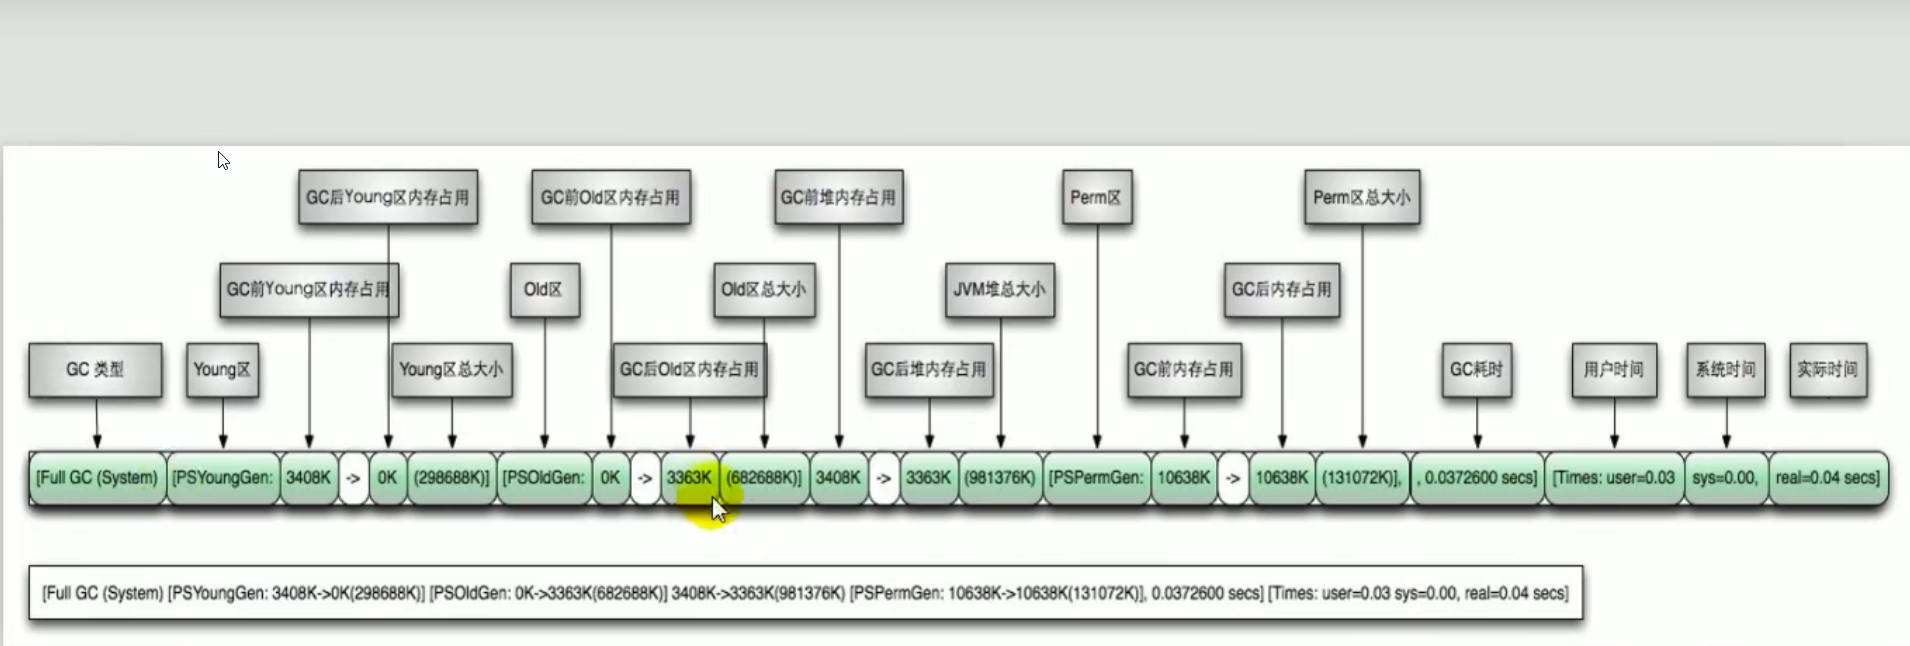 GC后Young区内存占用 GC前Old区内存占用 GC前堆内存占用 Perm区 Perm区总大小
GC前Young区内存占用 Old区 Old区总大小 JVM堆总大小 GC后内存占用
GC 类型 Young区 Young区总大小 GC后Old区内存占用 GC后堆内存占用 GC前内存占用 GC耗时 用户时间 系统时间 实际时间
[Full GC (System) [PSYoungGen: 3408K -> 0K (298688K)] [PSOldGen: 0K -> 3363K (682688K)] 3408K -> 3363K (981376K) [PSPermGen: 10638K -> 10638K (131072K)], , 0.0372600 secs] [Times: user=0.03 sys=0.00, real=0.04 secs]
[Full GC (System) [PSYoungGen: 3408K->0K(298688K)] [PSOldGen: 0K->3363K(682688K)] 3408K->3363K(981376K) [PSPermGen: 10638K->10638K(131072K)], 0.0372600 secs] [Times: user=0.03 sys=0.00, real=0.04 secs]